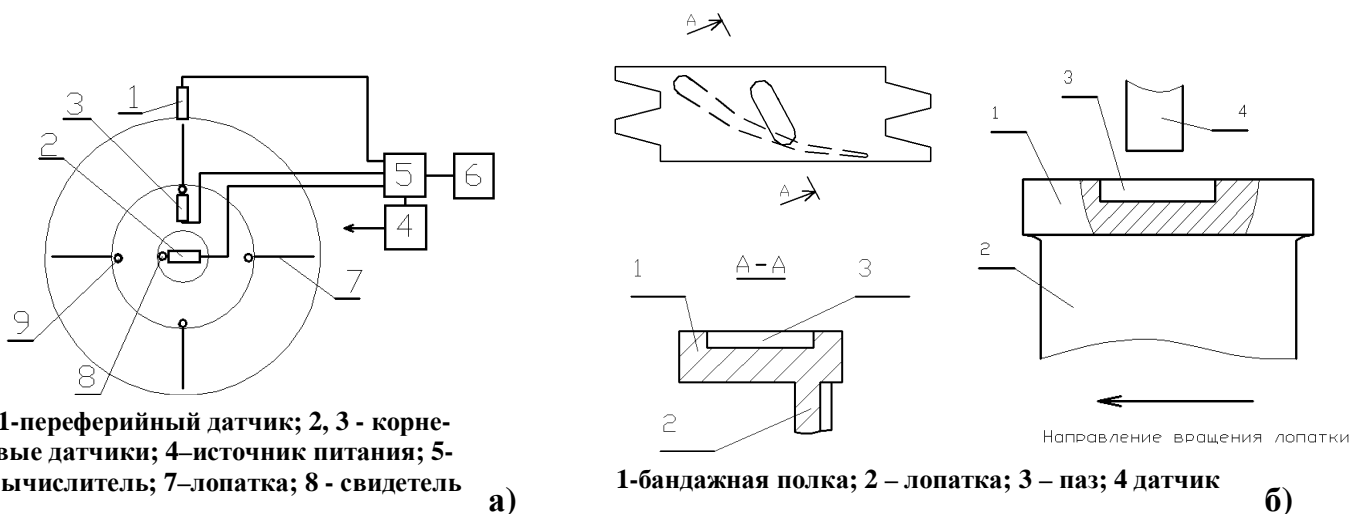 1
3
2
5
6
4
7
9
8
1-переферийный датчик; 2, 3 - корне-
вые датчики; 4–источник питания; 5-
ычислитель; 7–лопатка; 8 - свидетель
а)
А
А
А-А
1
3
2
3
1
4
2
Направление вращения лопатки
1-бандажная полка; 2 – лопатка; 3 – паз; 4 датчик
б)